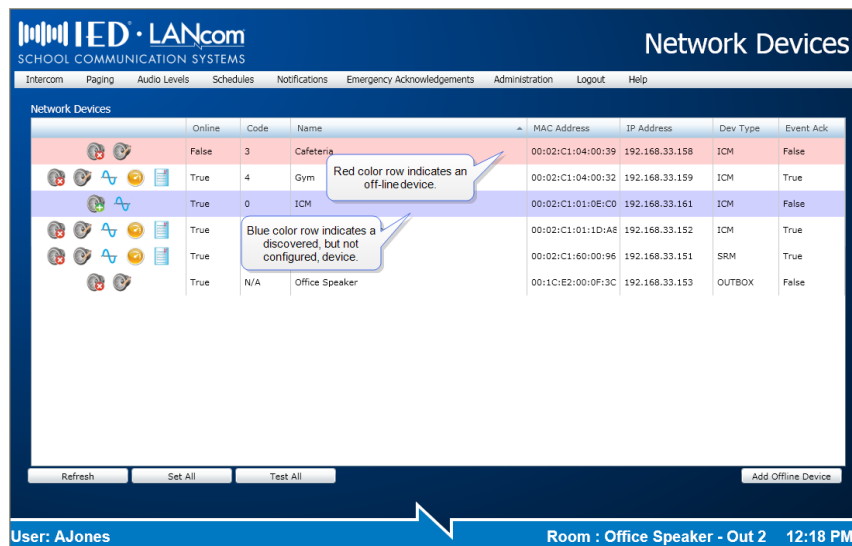 IED · LANcom
SCHOOL COMMUNICATION SYSTEMS
Network Devices
Intercom Paging Audio Levels Schedules Notifications Emergency Acknowledgements Administration Logout Help
Network Devices
Online Code Name MAC Address IP Address Dev Type Event Ack
False 3 Cafeteria 00:02:C1:04:00:39 192.168.33.158 ICM False
True 4 Gym 00:02:C1:04:00:32 192.168.33.159 ICM True
Red color row indicates an
off-line device.
True 0 ICM 00:02:C1:01:0E:C0 192.168.33.161 ICM False
True 00:02:C1:01:1D:A8 192.168.33.152 ICM True
Blue color row indicates a
discovered, but not
configured, device.
True 00:02:C1:60:00:96 192.168.33.151 SRM True
True N/A Office Speaker 00:1C:E2:00:0F:3C 192.168.33.153 OUTBOX False
Refresh Set All Test All Add Offline Device
User: AJones Room : Office Speaker - Out 2 12:18 PM